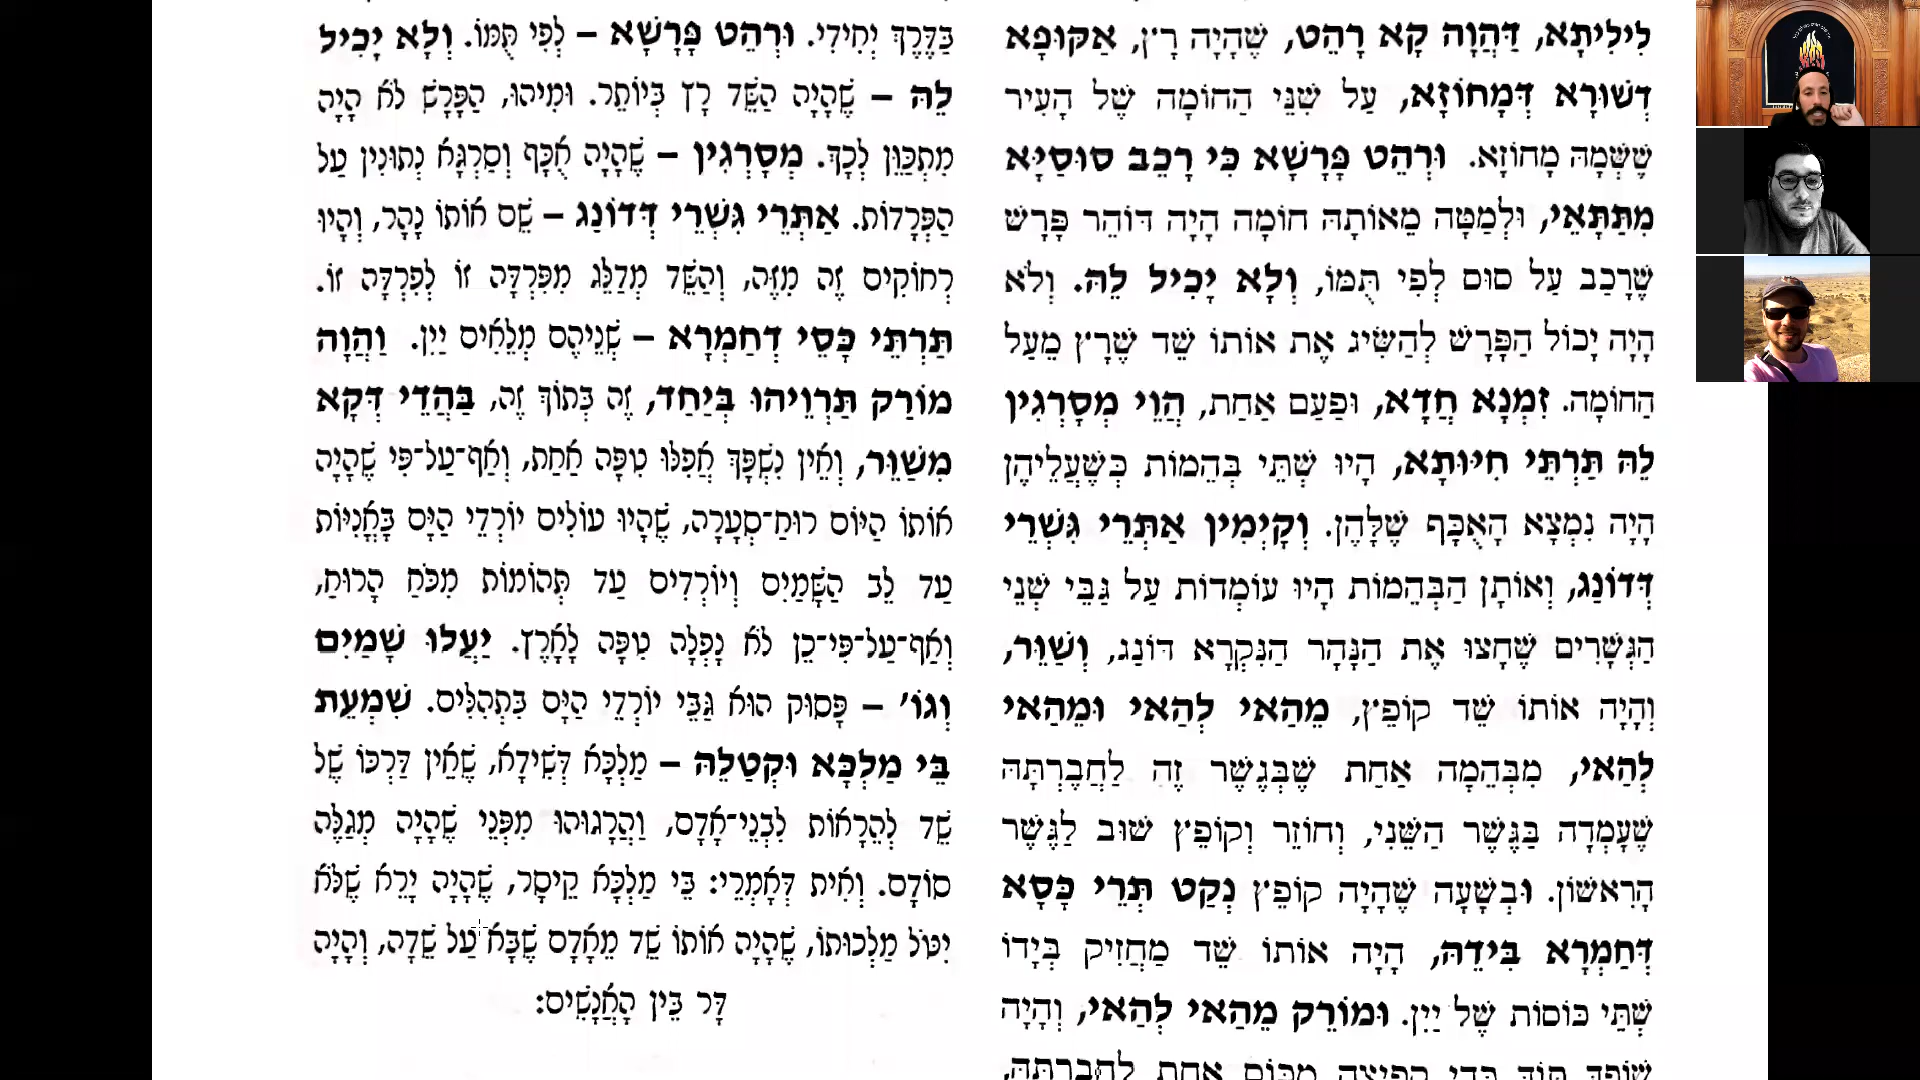 לִילִיתָא, דַּהֲוָה קָא רָהֵט, שֶׁהָיָה רָץ, אַקּוּפָא
דְשׁוּרָא דְּמָחוֹזָא, עַל שִׁנֵּי הַחוֹמָה שֶׁל הָעִיר
שֶׁשְּׁמָהּ מָחוֹזָא. וּרְהֵט פָּרָשָׁא כִּי רָכֵב סוּסַיָּא
מִתַּתָּאֵי, וּלְמַטָּה מֵאוֹתָהּ חוֹמָה הָיָה דּוֹהֵר פָּרָשׁ
שֶׁרָכַב עַל סוּס לְפִי תֻּמּוֹ, וְלָא יָכִיל לֵהּ. וְלֹא
הָיָה יָכוֹל הַפָּרָשׁ לְהַשִּׂיג אֶת אוֹתוֹ שֵׁד שֶׁרָץ מֵעַל
הַחוֹמָה. זִמְנָא חֲדָא, וּפַעַם אַחַת, הֲוֵי מְסָרְגִין
לֵהּ תַּרְתֵּי חֵיוָתָא, הָיוּ שְׁתֵּי בְּהֵמוֹת כְּשֶׁעֲלֵיהֶן
הָיָה נִמְצָא הָאֻכָּף שֶׁלָּהֶן. וְקָיְמִין אַתְּרֵי גִּשְׁרֵי
דְּדוֹנַג, וְאוֹתָן הַבְּהֵמוֹת הָיוּ עוֹמְדוֹת עַל גַּבֵּי שְׁנֵי
הַגְּשָׁרִים שֶׁחָצוּ אֶת הַנָּהָר הַנִּקְרָא דּוֹנַג, וְשַׁוַּר,
וְהָיָה אוֹתוֹ שֵׁד קוֹפֵץ, מֵהַאי לְהַאי וּמֵהַאי
לְהַאי, מִבְּהֵמָה אַחַת שֶׁבְּגֶשֶׁר זֶה לַחֲבֶרְתָּהּ
שֶׁעָמְדָה בַּגֶּשֶׁר הַשֵּׁנִי, וְחוֹזֵר וְקוֹפֵץ שׁוּב לַגֶּשֶׁר
הָרִאשׁוֹן. וּבְשָׁעָה שֶׁהָיָה קוֹפֵץ נְקַט תְּרֵי כָּסָא
דְּחַמְרָא בִּידֵהּ, הָיָה אוֹתוֹ שֵׁד מַחֲזִיק בְּיָדוֹ
שְׁתֵּי כּוֹסוֹת שֶׁל יַיִן. וּמוֹרֵק מֵהַאי לְהַאי, וְהָיָה
שׁוֹפֵךְ תּוֹךְ כְּדֵי קְפִיצָה מִכּוֹס אַחַת לַחֲבֶרְתָּהּ,
בַּדֶּרֶךְ יְחִידִי. וּרְהֵט פָּרָשָׁא – לְפִי תֻּמּוֹ. וְלָא יָכִיל
לֵהּ – שֶׁהָיָה הַשֵּׁד רָץ בְּיוֹתֵר. וּמִיהוּ, הַפָּרָשׁ לֹא הָיָה
מִתְכַּוֵּן לְכָךְ. מְסָרְגִין – שֶׁהָיָה אֻכָּף וְסַרְגָּא נְתוּנִין עַל
הַפְּרָדוֹת. אַתְּרֵי גִּשְׁרֵי דְּדוֹנַג – שֵׁם אוֹתוֹ נָהָר, וְהָיוּ
רְחוֹקִים זֶה מִזֶּה, וְהַשֵּׁד מְדַלֵּג מִפִּרְדָּה זוֹ לְפִרְדָּה זוֹ.
תַּרְתֵּי כָּסֵי דְחַמְרָא – שְׁנֵיהֶם מְלֵאִים יַיִן. וַהֲוָה
מוֹרֵק תַּרְוַיְהוּ בְּיַחַד, זֶה בְּתוֹךְ זֶה, בַּהֲדֵי דְּקָא
מְשַׁוֵּר, וְאֵין נִשְׁפָּךְ אֲפִלּוּ טִפָּה אַחַת, וְאַף־עַל־פִּי שֶׁהָיָה
אוֹתוֹ הַיּוֹם רוּחַ־סְעָרָה, שֶׁהָיוּ עוֹלִים יוֹרְדֵי הַיָּם בָּאֳנִיּוֹת
עַד לֵב הַשָּׁמַיִם וְיוֹרְדִים עַד תְּהוֹמוֹת מִכֹּחַ הָרוּחַ,
וְאַף־עַל־פִּי־כֵן לֹא נָפְלָה טִפָּה לָאָרֶץ. יַעֲלוּ שָׁמַיִם
וְגוֹ' – פָּסוּק הוּא גַּבֵּי יוֹרְדֵי הַיָּם בִּתְהִלִּים. שִׁמְעַת
בֵּי מַלְכָּא וּקְטָלֵהּ – מַלְכָּא דְּשֵׁידָא, שֶׁאֵין דַּרְכּוֹ שֶׁל
שֵׁד לְהֵרָאוֹת לִבְנֵי־אָדָם, וַהֲרָגוּהוּ מִפְּנֵי שֶׁהָיָה מְגַלֶּה
סוֹדָם. וְאִית דְּאָמְרֵי: בֵּי מַלְכָּא קֵיסָר, שֶׁהָיָה יָרֵא שֶׁלֹּא
יִטֹּל מַלְכוּתוֹ, שֶׁהָיָה אוֹתוֹ שֵׁד מֵאָדָם שֶׁבָּא עַל שֵׁדָה, וְהָיָה
דָּר בֵּין הָאֲנָשִׁים: